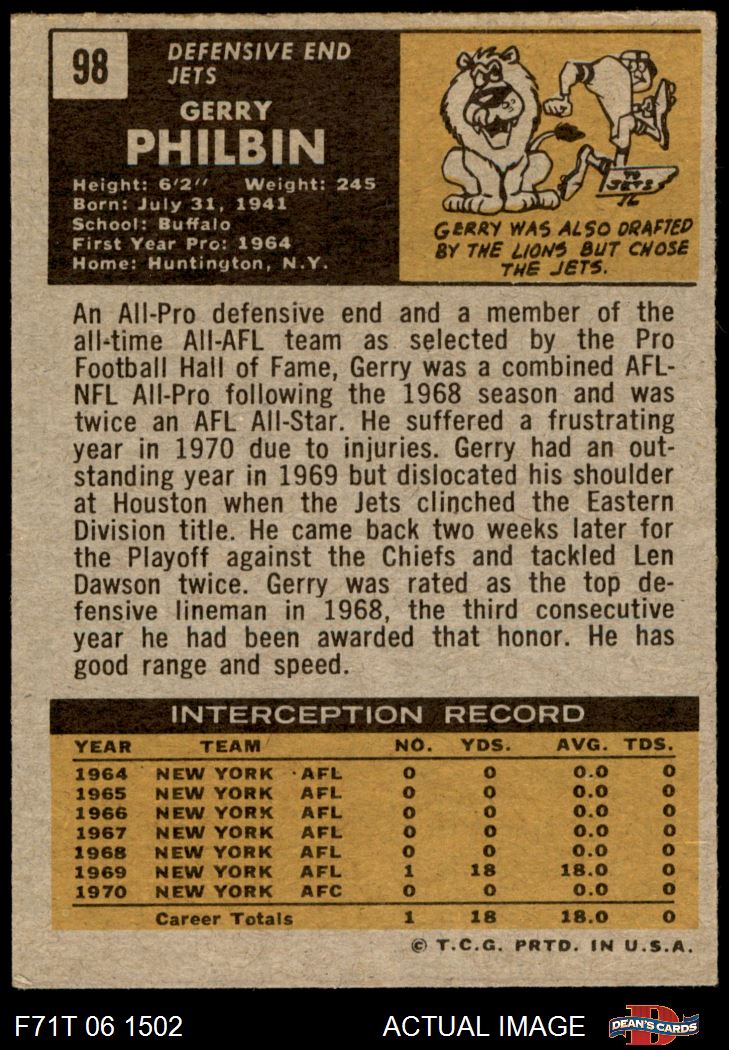 98
DEFENSIVE END
JETS
GERRY
PHILBIN
Height: 6'2" Weight: 245
Born: July 31, 1941
School: Buffalo
First Year Pro: 1964
Home: Huntington, N.Y.
TO
JETS
GERRY WAS ALSO DRAFTED
BY THE LIONS BUT CHOSE
THE JETS.
An All-Pro defensive end and a member of the
all-time All-AFL team as selected by the Pro
Football Hall of Fame, Gerry was a combined AFL-
NFL All-Pro following the 1968 season and was
twice an AFL All-Star. He suffered a frustrating
year in 1970 due to injuries. Gerry had an out-
standing year in 1969 but dislocated his shoulder
at Houston when the Jets clinched the Eastern
Division title. He came back two weeks later for
the Playoff against the Chiefs and tackled Len
Dawson twice. Gerry was rated as the top de-
fensive lineman in 1968, the third consecutive
year he had been awarded that honor. He has
good range and speed.
INTERCEPTION RECORD
YEAR TEAM NO. YDS. AVG. TDS.
1964 NEW YORK AFL 0 0 0.0 0
1965 NEW YORK AFL 0 0 0.0 0
1966 NEW YORK AFL 0 0 0.0 0
1967 NEW YORK AFL 0 0 0.0 0
1968 NEW YORK AFL 0 0 0.0 0
1969 NEW YORK AFL 1 18 18.0 0
1970 NEW YORK AFC 0 0 0.0 0
Career Totals 1 18 18.0 0
© T.C.G. PRTD. IN U.S.A.
F71T 06 1502 ACTUAL IMAGE D DEAN'S CARDS